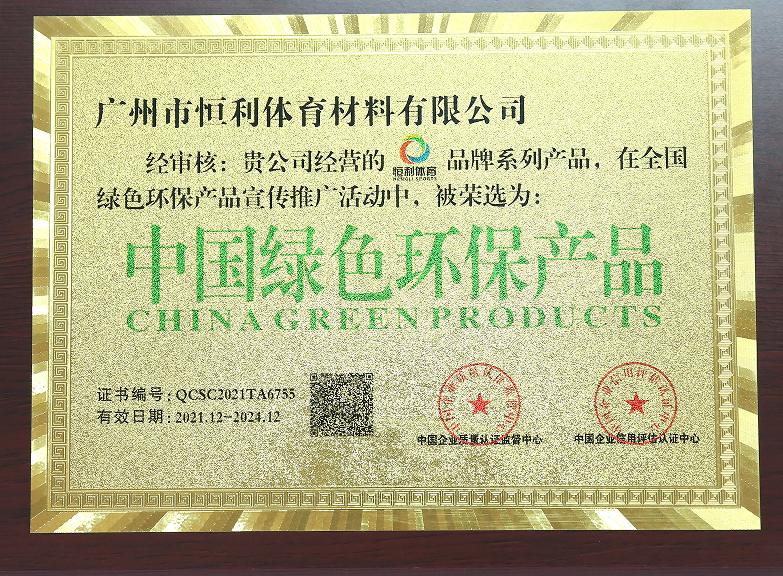 广州市恒利体育材料有限公司
经审核：贵公司经营的 恒利体育 HENGLI SPORTS 品牌系列产品，在全国
绿色环保产品宣传推广活动中，被荣选为：
中国绿色环保产品
CHINA GREEN PRODUCTS
证书编号：QCSC2021TA6755
有效日期：2021.12-2024.12
中国企业质量认证监督中心
中国企业信用评估认证中心